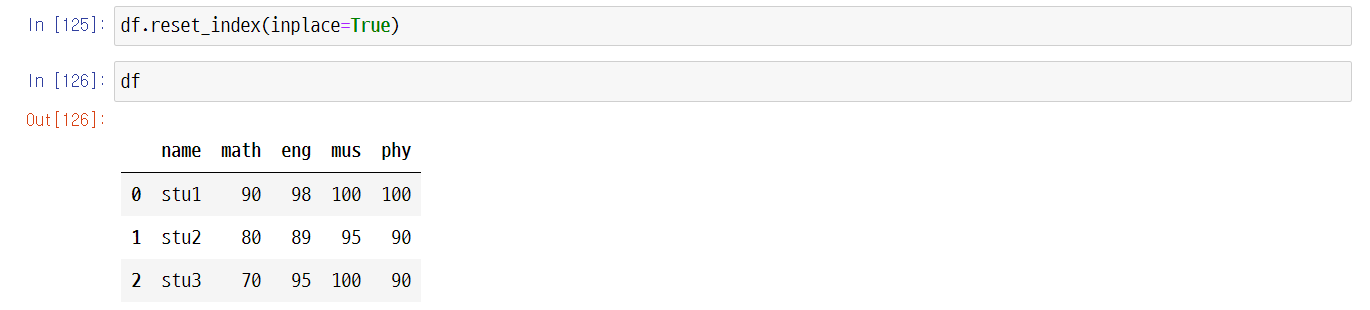 In [125]: df.reset_index(inplace=True)
In [126]: df
Out[126]:
name math eng mus phy
0 stu1 90 98 100 100
1 stu2 80 89 95 90
2 stu3 70 95 100 90